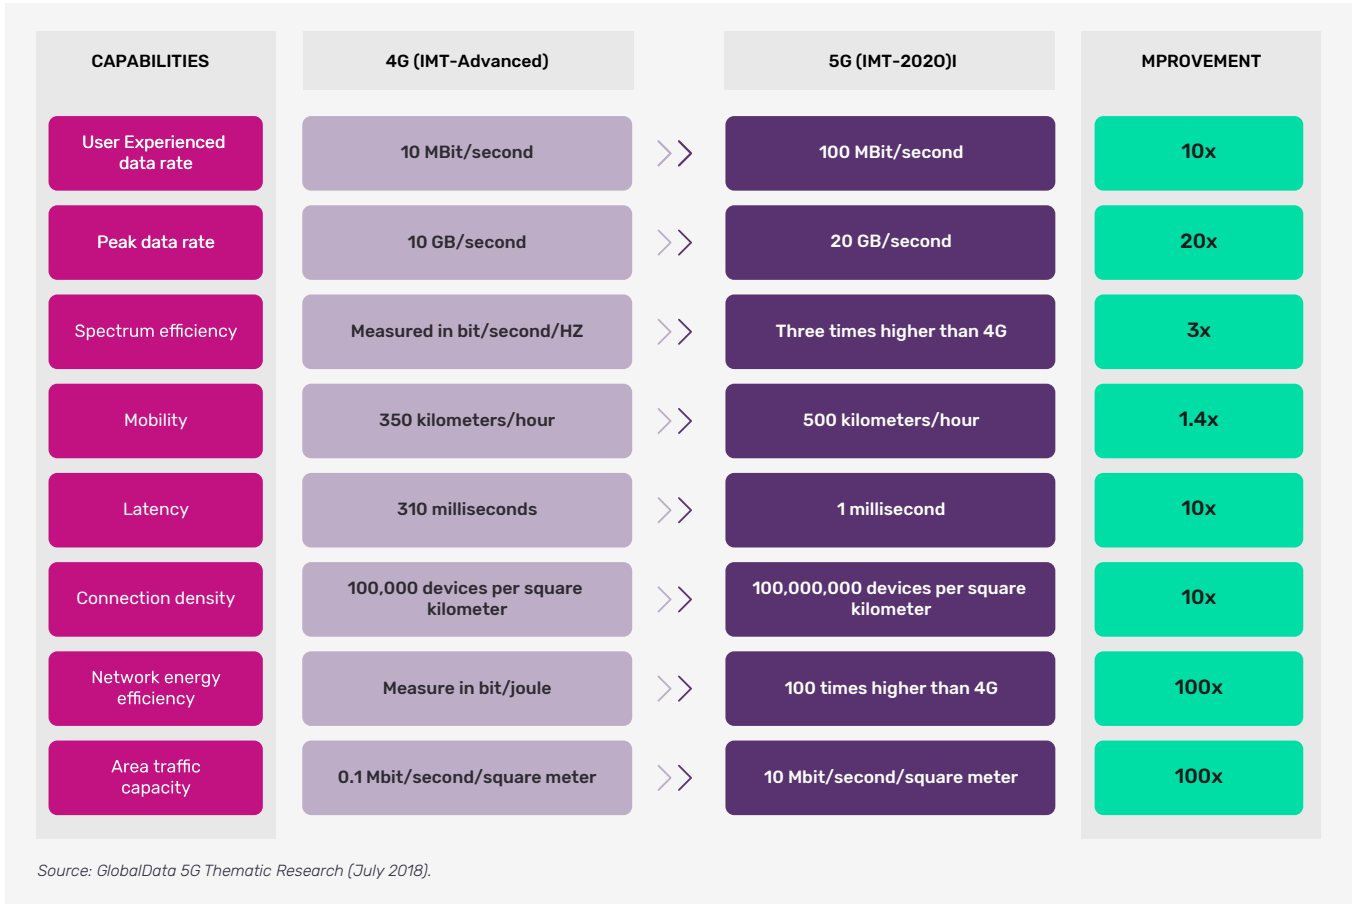 CAPABILITIES
4G (IMT-Advanced)
5G (IMT-2020)I
MPROVEMENT
User Experienced
data rate
10 MBit/second
100 MBit/second
10x
Peak data rate
10 GB/second
20 GB/second
20x
Spectrum efficiency
Measured in bit/second/HZ
Three times higher than 4G
3x
Mobility
350 kilometers/hour
500 kilometers/hour
1.4x
Latency
310 milliseconds
1 millisecond
10x
Connection density
100,000 devices per square
kilometer
100,000,000 devices per square
kilometer
10x
Network energy
efficiency
Measure in bit/joule
100 times higher than 4G
100x
Area traffic
capacity
0.1 Mbit/second/square meter
10 Mbit/second/square meter
100x
Source: GlobalData 5G Thematic Research (July 2018).